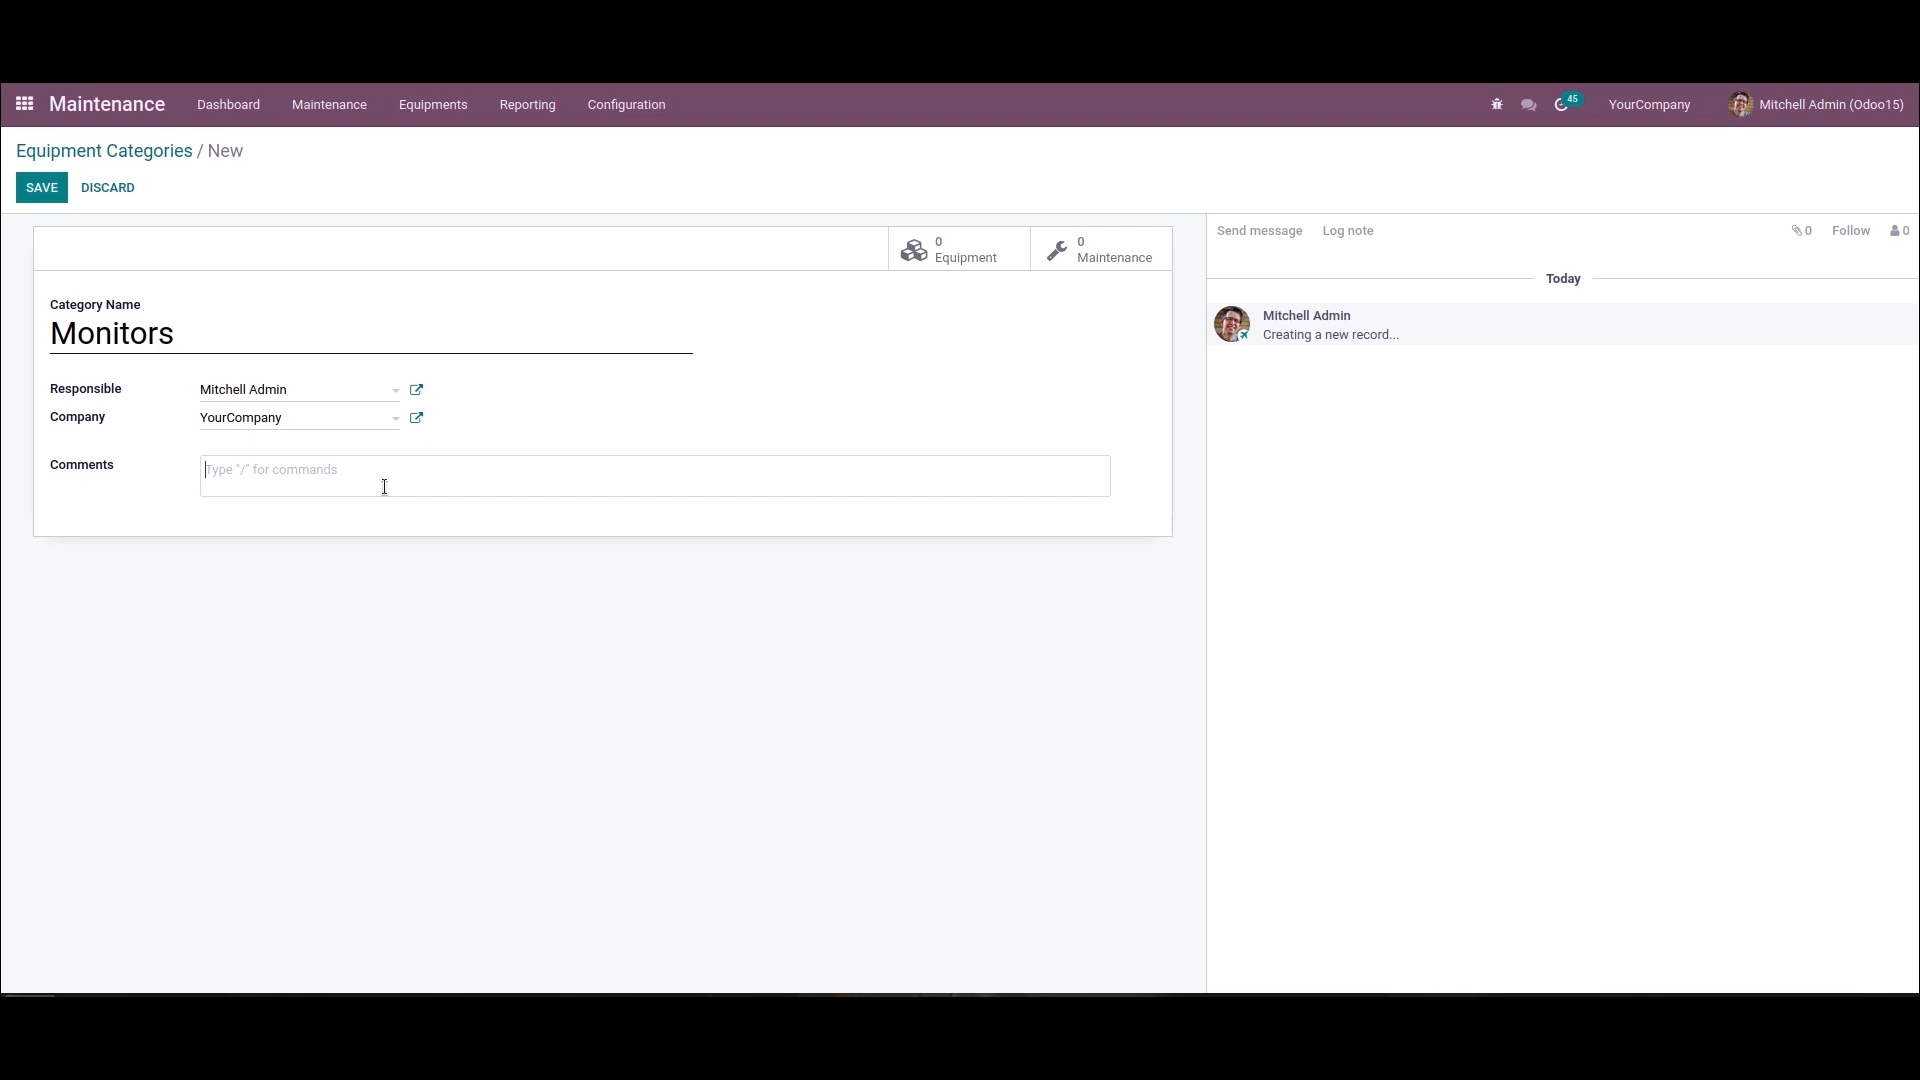 Maintenance Dashboard Maintenance Equipments Reporting Configuration 45 YourCompany Mitchell Admin (Odoo15)
Equipment Categories / New
SAVE DISCARD
0 Equipment
0 Maintenance
Send message Log note 0 Follow 0
Today
Mitchell Admin
Creating a new record...
Category Name
Monitors
Responsible Mitchell Admin
Company YourCompany
Comments Type "/" for commands